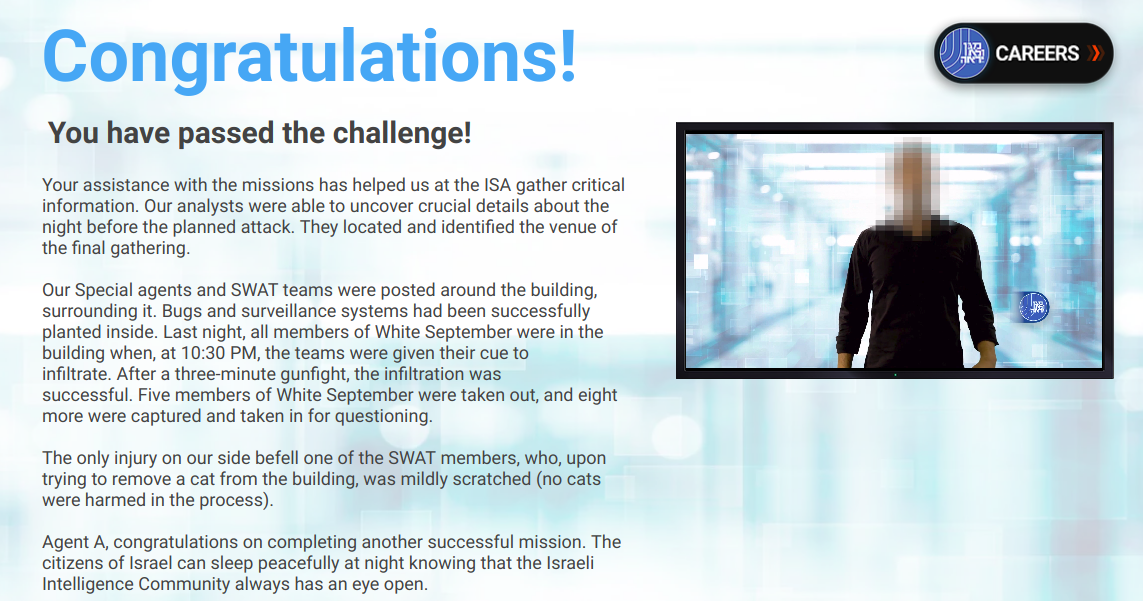 Congratulations!
CAREERS
You have passed the challenge!
Your assistance with the missions has helped us at the ISA gather critical
information. Our analysts were able to uncover crucial details about the
night before the planned attack. They located and identified the venue of
the final gathering.
Our Special agents and SWAT teams were posted around the building,
surrounding it. Bugs and surveillance systems had been successfully
planted inside. Last night, all members of White September were in the
building when, at 10:30 PM, the teams were given their cue to
infiltrate. After a three-minute gunfight, the infiltration was
successful. Five members of White September were taken out, and eight
more were captured and taken in for questioning.
The only injury on our side befell one of the SWAT members, who, upon
trying to remove a cat from the building, was mildly scratched (no cats
were harmed in the process).
Agent A, congratulations on completing another successful mission. The
citizens of Israel can sleep peacefully at night knowing that the Israeli
Intelligence Community always has an eye open.